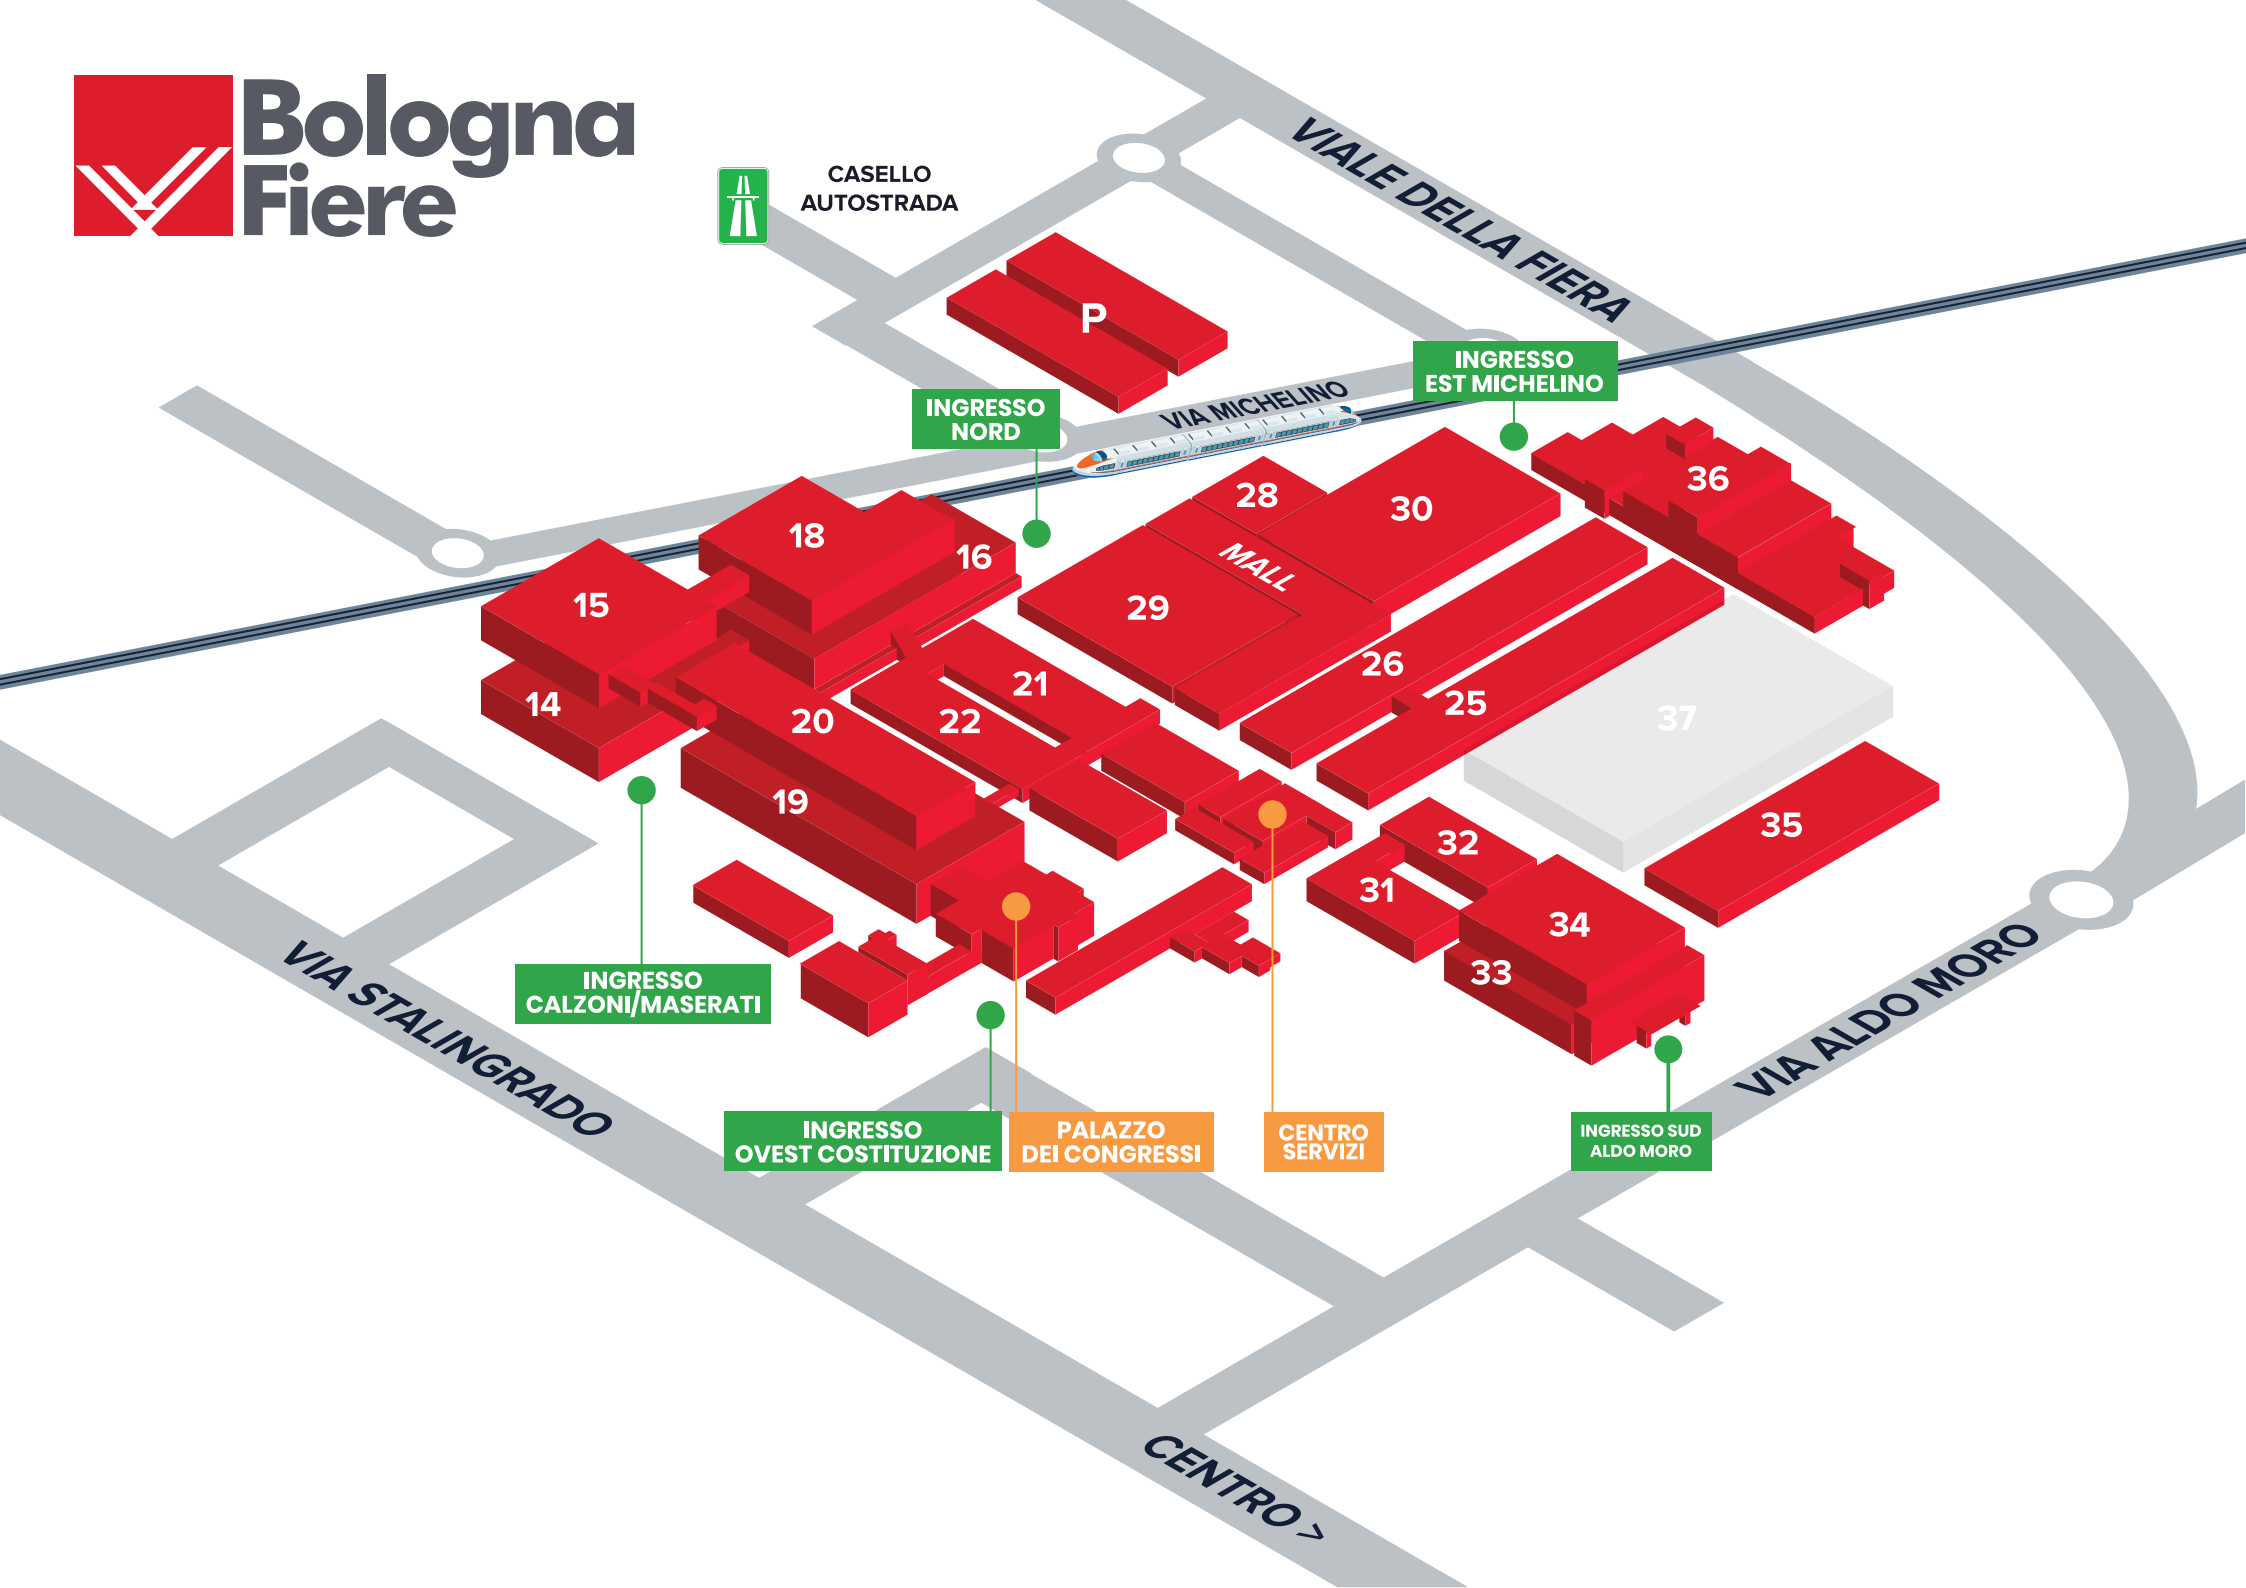 Bologna
Fiere
CASELLO
AUTOSTRADA
VIALE DELLA FIERA
P
INGRESSO
EST MICHELINO
VIA MICHELINO
INGRESSO
NORD
36
28
30
18
16
MALL
15
29
26
21
25
14
20
22
37
19
35
32
31
34
33
VIA STALINGRADO
INGRESSO
CALZONI/MASERATI
VIA ALDO MORO
INGRESSO
OVEST COSTITUZIONE
PALAZZO
DEI CONGRESSI
CENTRO
SERVIZI
INGRESSO SUD
ALDO MORO
CENTRO >